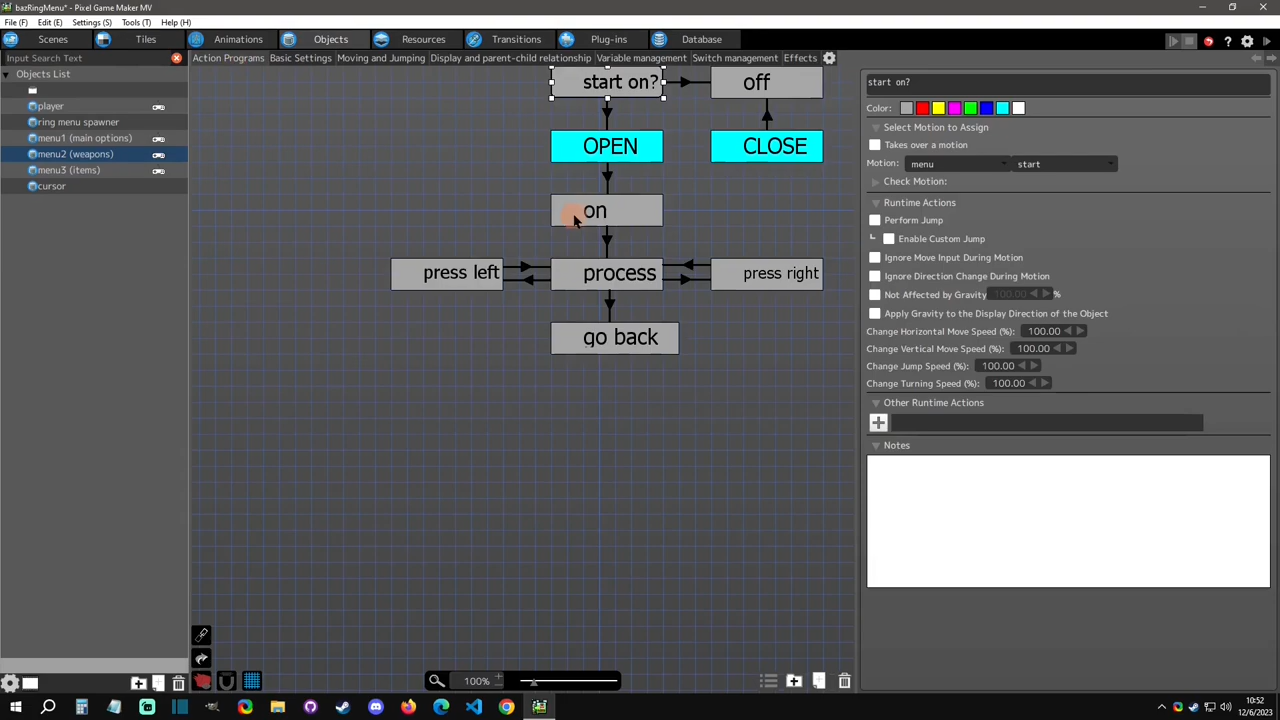 bazRingMenu* - Pixel Game Maker MV
File (F) Edit (E) Settings (S) Tools (T) Help (H)
Scenes Tiles Animations Objects Resources Transitions Plug-ins Database
Input Search Text
Action Programs Basic Settings Moving and Jumping Display and parent-child relationship Variable management Switch management Effects
Objects List
player
ring menu spawner
menu1 (main options)
menu2 (weapons)
menu3 (items)
cursor
start on?
off
OPEN
CLOSE
on
press left
process
press right
go back
100%
start on?
Color:
Select Motion to Assign
Takes over a motion
Motion: menu start
Check Motion:
Runtime Actions
Perform Jump
Enable Custom Jump
Ignore Move Input During Motion
Ignore Direction Change During Motion
Not Affected by Gravity 100.00 %
Apply Gravity to the Display Direction of the Object
Change Horizontal Move Speed (%): 100.00
Change Vertical Move Speed (%): 100.00
Change Jump Speed (%): 100.00
Change Turning Speed (%): 100.00
Other Runtime Actions
Notes
10:52
12/6/2023